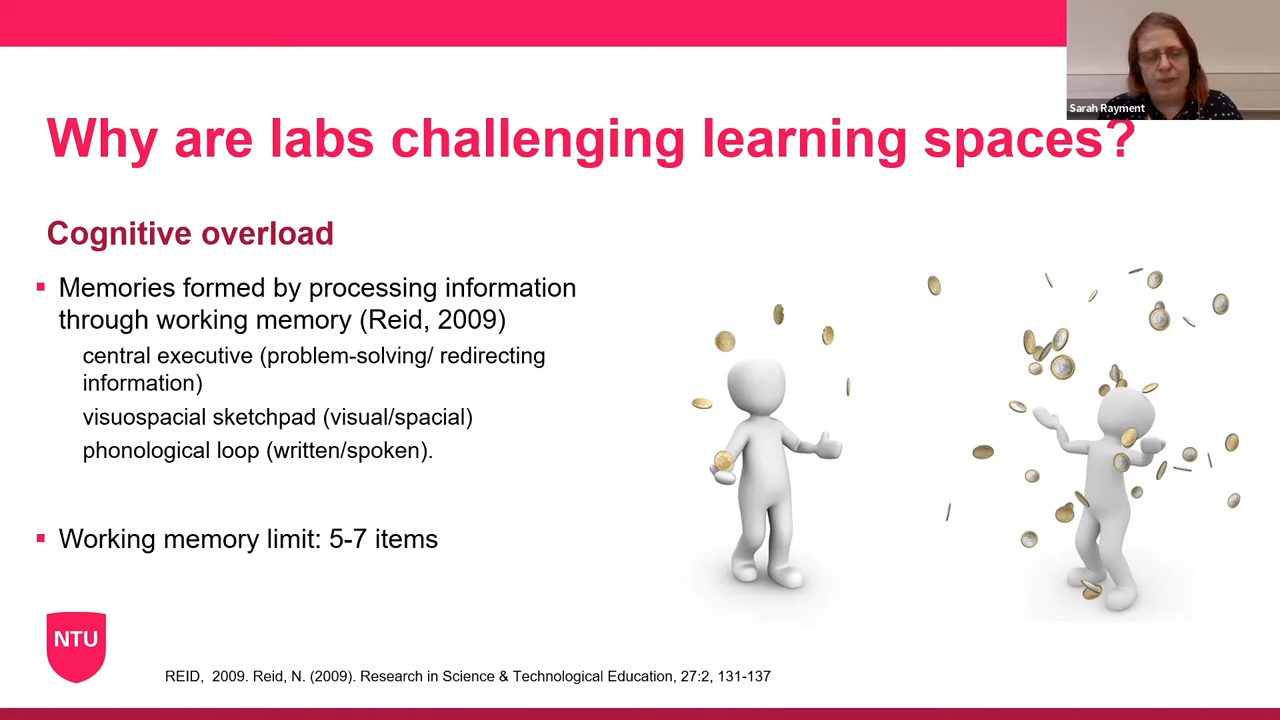 Sarah Rayment
Why are labs challenging learning spaces?
Cognitive overload
Memories formed by processing information
through working memory (Reid, 2009)
central executive (problem-solving/ redirecting
information)
visuospacial sketchpad (visual/spacial)
phonological loop (written/spoken).
Working memory limit: 5-7 items
NTU
REID,  2009. Reid, N. (2009). Research in Science & Technological Education, 27:2, 131-137